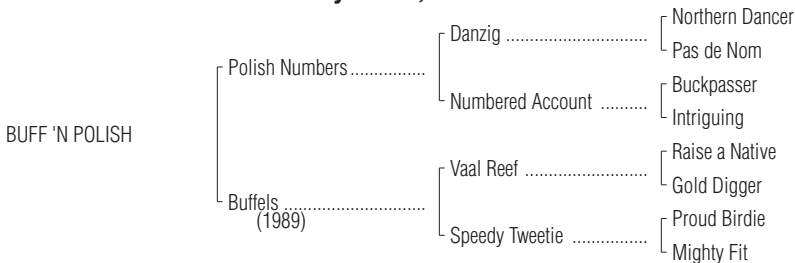 Northern Dancer
Danzig ..............................
Pas de Nom
Polish Numbers ................
Buckpasser
Numbered Account ..........
Intriguing
BUFF 'N POLISH
Raise a Native
Vaal Reef ..........................
Gold Digger
Buffels ..............................
(1989)
Proud Birdie
Speedy Tweetie ................
Mighty Fit